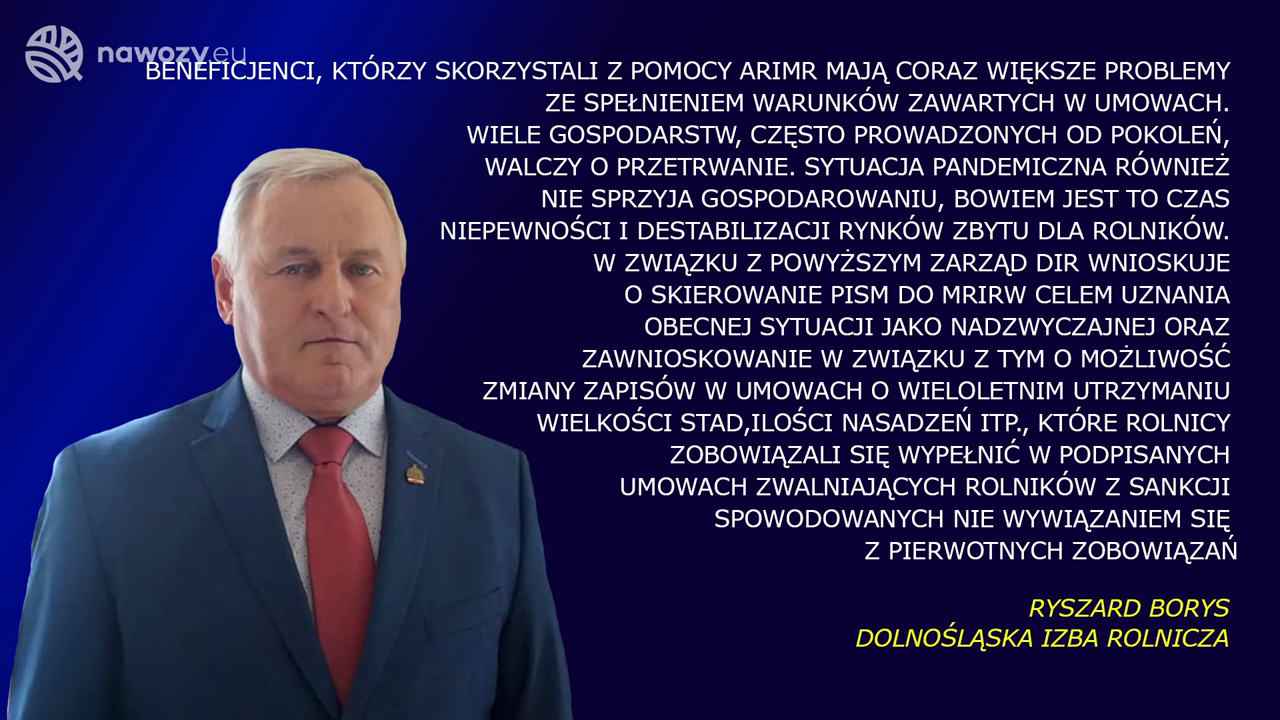 nawozy.eu
BENEFICJENCI, KTÓRZY SKORZYSTALI Z POMOCY ARIMR MAJĄ CORAZ WIĘKSZE PROBLEMY
ZE SPEŁNIENIEM WARUNKÓW ZAWARTYCH W UMOWACH.
WIELE GOSPODARSTW, CZĘSTO PROWADZONYCH OD POKOLEŃ,
WALCZY O PRZETRWANIE. SYTUACJA PANDEMICZNA RÓWNIEŻ
NIE SPRZYJA GOSPODAROWANIU, BOWIEM JEST TO CZAS
NIEPEWNOŚCI I DESTABILIZACJI RYNKÓW ZBYTU DLA ROLNIKÓW.
W ZWIĄZKU Z POWYŻSZYM ZARZĄD DIR WNIOSKUJE
O SKIEROWANIE PISM DO MRIRW CELEM UZNANIA
OBECNEJ SYTUACJI JAKO NADZWYCZAJNEJ ORAZ
ZAWNIOSKOWANIE W ZWIĄZKU Z TYM O MOŻLIWOŚĆ
ZMIANY ZAPISÓW W UMOWACH O WIELOLETNIM UTRZYMANIU
WIELKOŚCI STAD,ILOŚCI NASADZEŃ ITP., KTÓRE ROLNICY
ZOBOWIĄZALI SIĘ WYPEŁNIĆ W PODPISANYCH
UMOWACH ZWALNIAJĄCYCH ROLNIKÓW Z SANKCJI
SPOWODOWANYCH NIE WYWIĄZANIEM SIĘ
Z PIERWOTNYCH ZOBOWIĄZAŃ
RYSZARD BORYS
DOLNOŚLĄSKA IZBA ROLNICZA